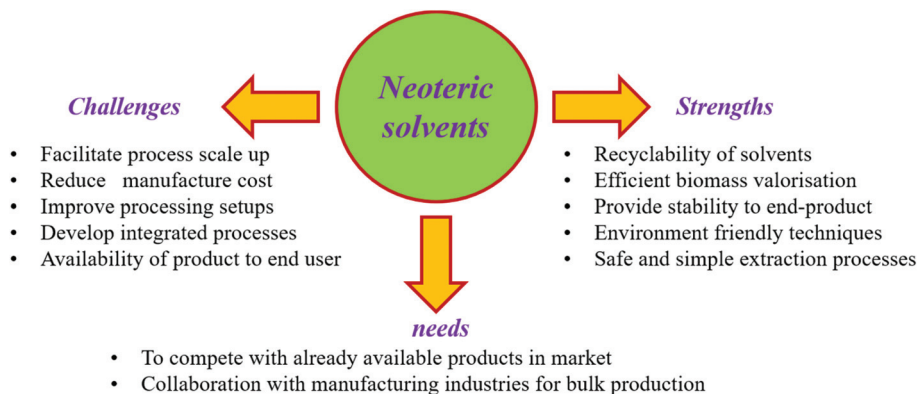 Neoteric
solvents
Challenges
• Facilitate process scale up
• Reduce manufacture cost
• Improve processing setups
• Develop integrated processes
• Availability of product to end user
Strengths
• Recyclability of solvents
• Efficient biomass valorisation
• Provide stability to end-product
• Environment friendly techniques
• Safe and simple extraction processes
needs
• To compete with already available products in market
• Collaboration with manufacturing industries for bulk production